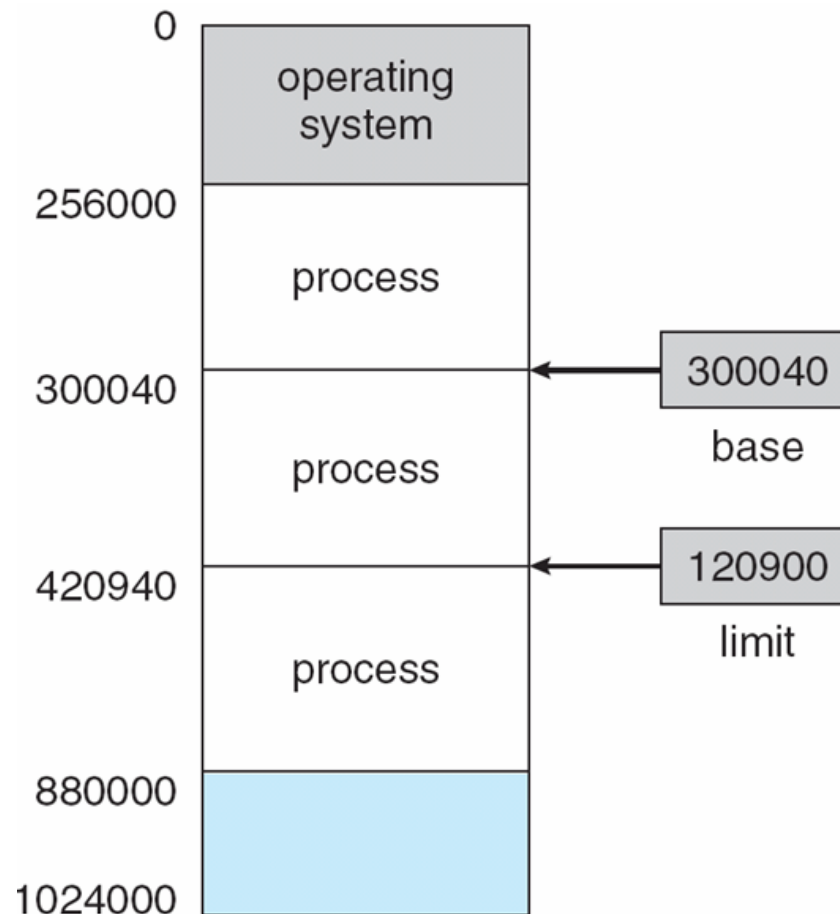 0
operating
system
256000
process
300040
300040
base
process
120900
420940
limit
process
880000
1024000